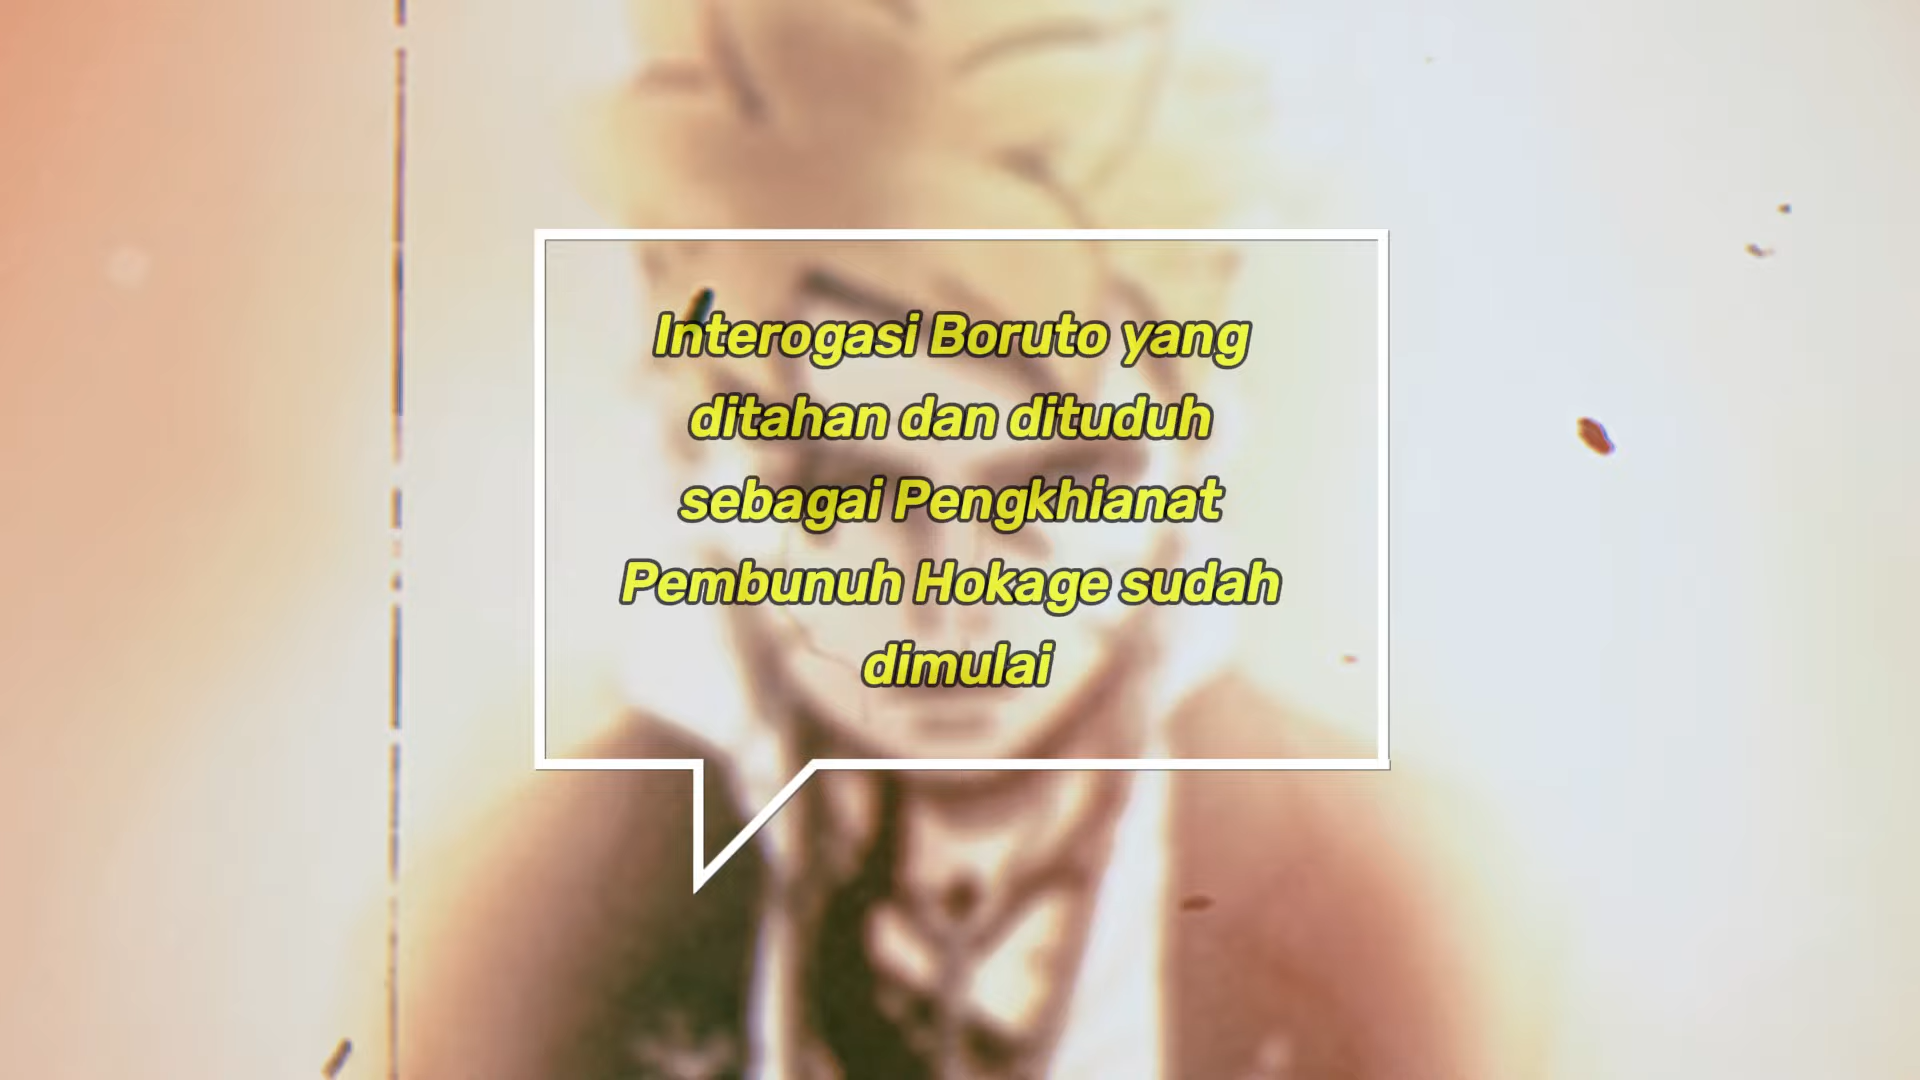 Interogasi Boruto yang
ditahan dan dituduh
sebagai Pengkhianat
Pembunuh Hokage sudah
dimulai